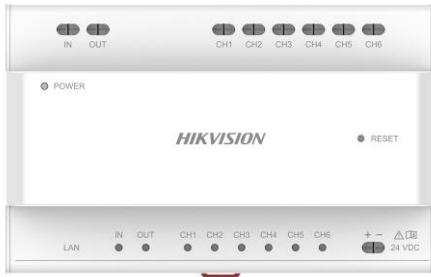 IN OUT CH1 CH2 CH3 CH4 CH5 CH6
POWER
HIKVISION
RESET
IN OUT CH1 CH2 CH3 CH4 CH5 CH6 + −
LAN 24 VDC